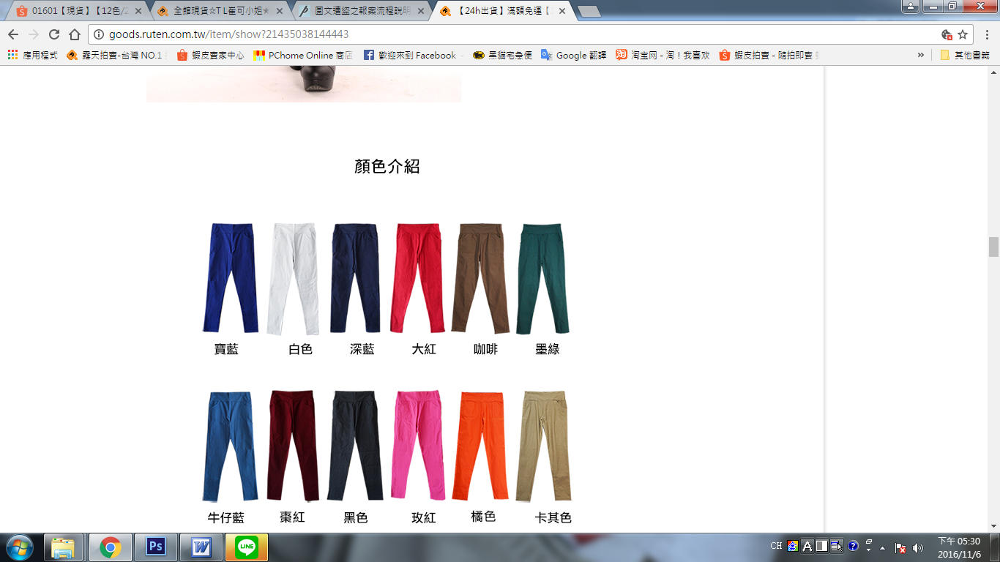 01601【現貨】【12色/2
全館現貨☆T L崔可小姐★
圖文遭盜之報案流程說明
【24h出貨】滿額免運【
goods.ruten.com.tw/item/show?21435038144443
應用程式
露天拍賣-台灣 NO.1
蝦皮賣家中心
PChome Online 商店
歡迎來到 Facebook
黑貓宅急便
Google 翻譯
淘宝网 - 淘！我喜欢
蝦皮拍賣 - 隨拍即賣
»
其他書籤
顏色介紹
寶藍 白色 深藍 大紅 咖啡 墨綠
牛仔藍 棗紅 黑色 玫紅 橘色 卡其色
Ps
W
LINE
CH
A
下午 05:30
2016/11/6